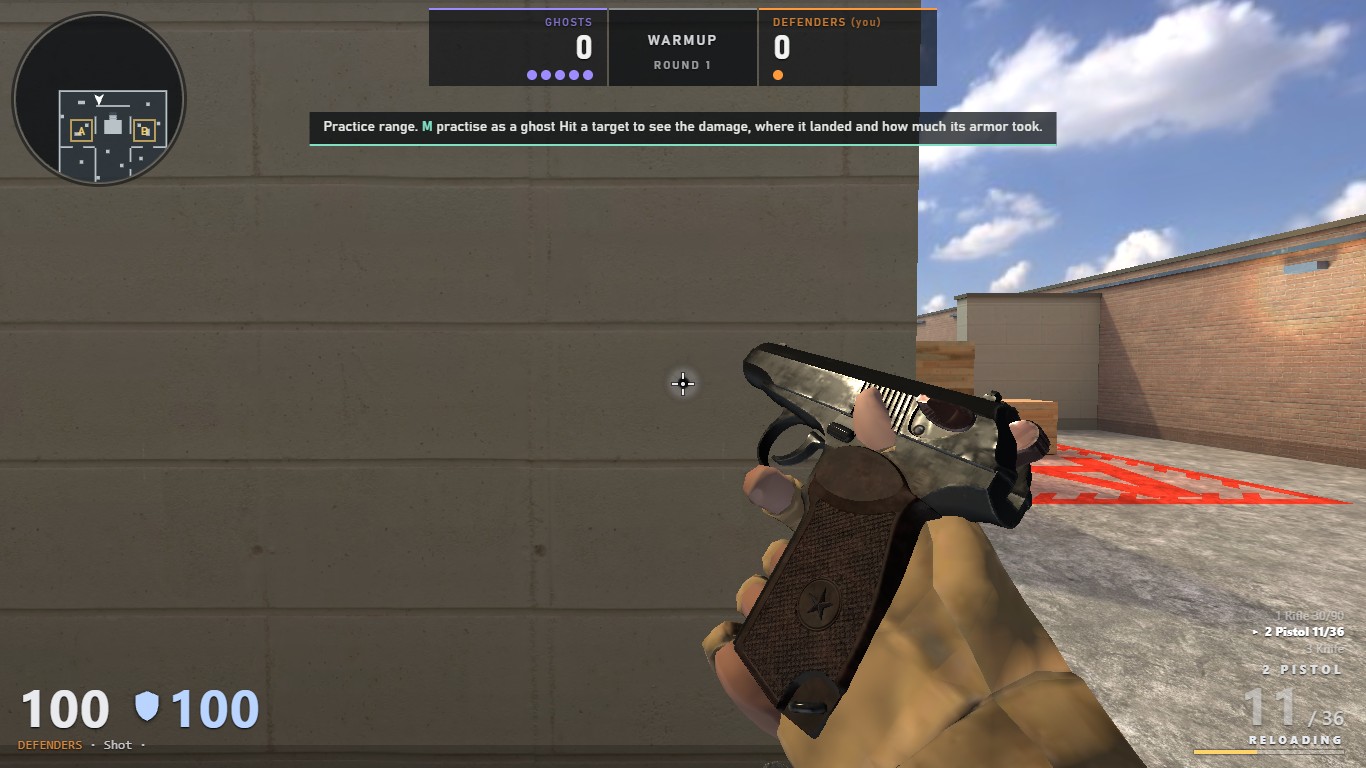 GHOSTS
0
WARMUP
ROUND 1
DEFENDERS (you)
0
A
B
Practice range. M practise as a ghost Hit a target to see the damage, where it landed and how much its armor took.
1 Rifle 30/90
▸ 2 Pistol 11/36
3 Knife
2 PISTOL
11 / 36
RELOADING
100 100
DEFENDERS · Shot ·